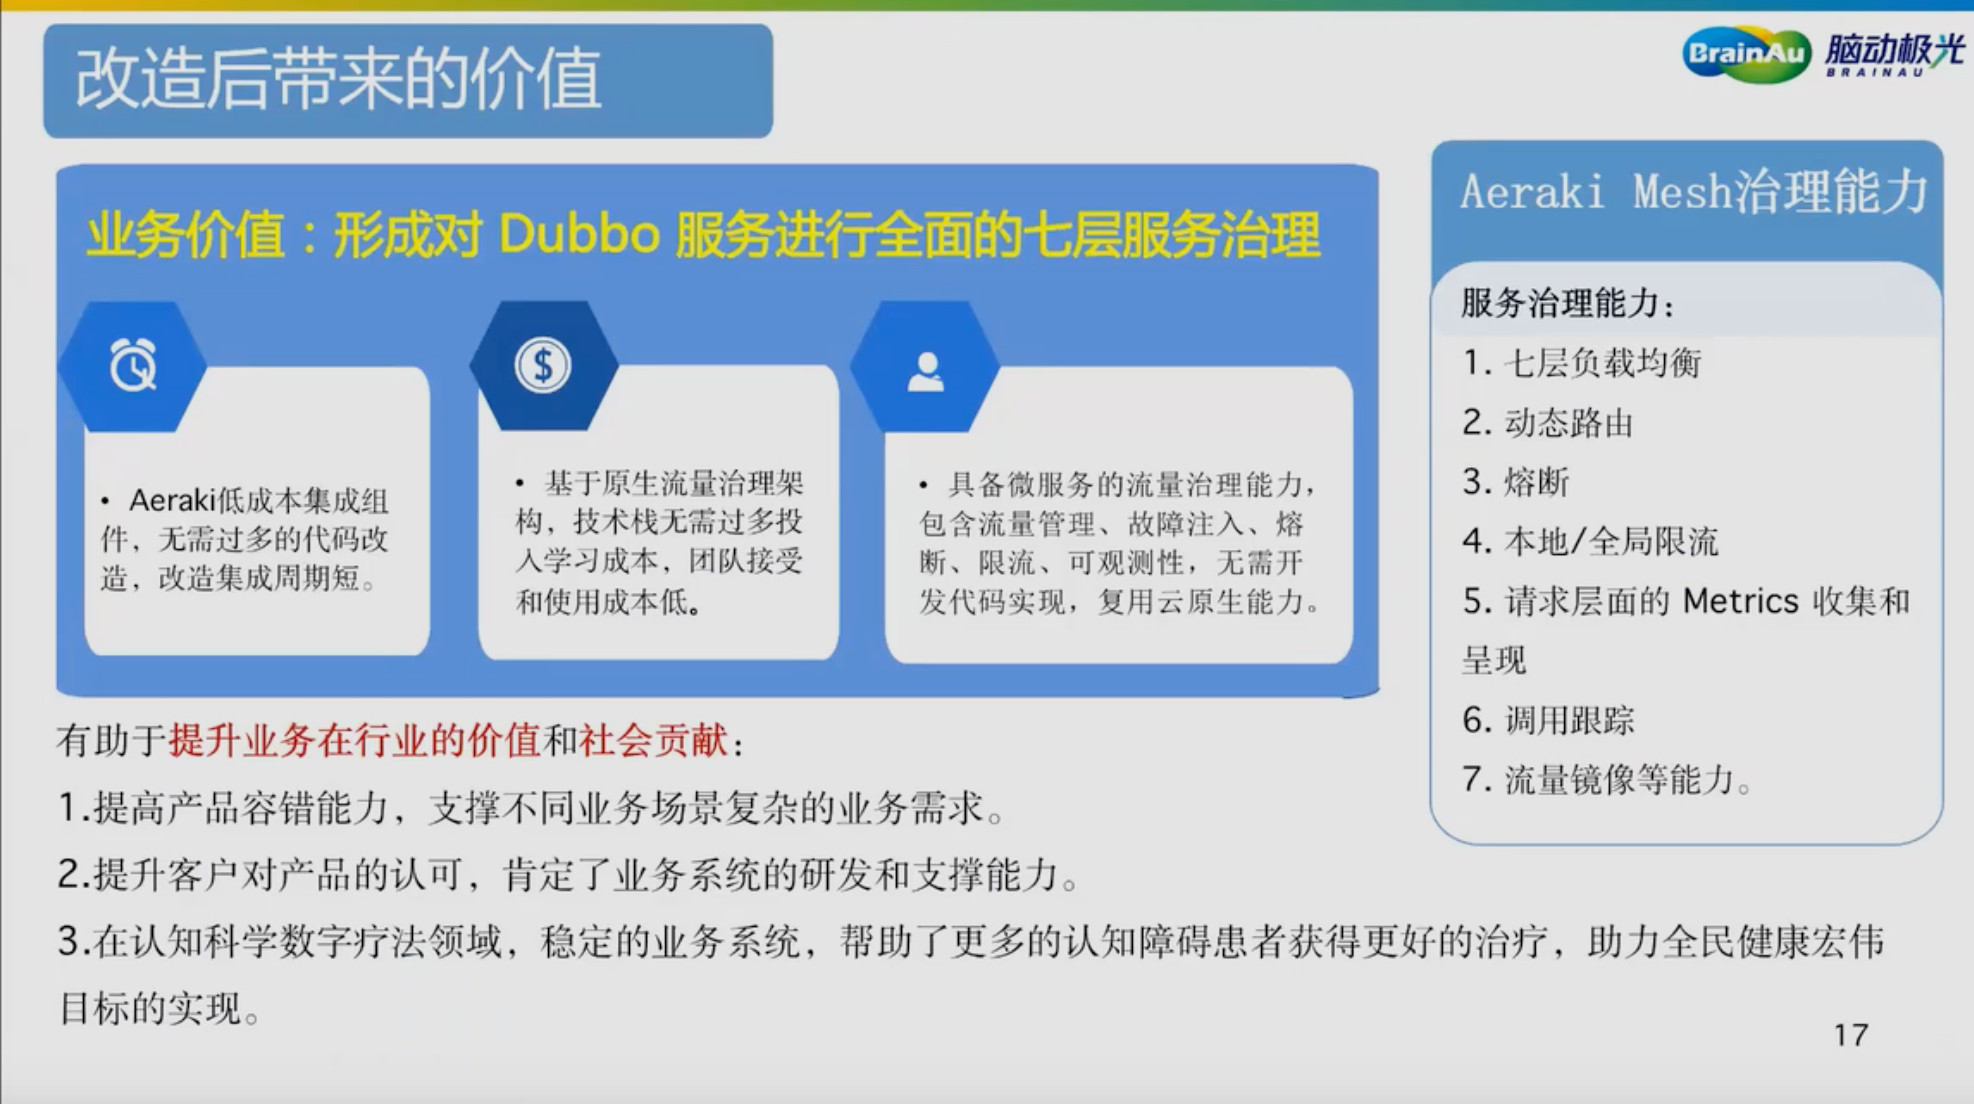 改造后带来的价值
BrainAu 脑动极光
BRAINAU
业务价值：形成对 Dubbo 服务进行全面的七层服务治理
• Aeraki低成本集成组
件，无需过多的代码改
造，改造集成周期短。
• 基于原生流量治理架
构，技术栈无需过多投
入学习成本，团队接受
和使用成本低。
• 具备微服务的流量治理能力，
包含流量管理、故障注入、熔
断、限流、可观测性，无需开
发代码实现，复用云原生能力。
Aeraki Mesh治理能力
服务治理能力：
1. 七层负载均衡
2. 动态路由
3. 熔断
4. 本地/全局限流
5. 请求层面的 Metrics 收集和
呈现
6. 调用跟踪
7. 流量镜像等能力。
有助于提升业务在行业的价值和社会贡献：
1.提高产品容错能力，支撑不同业务场景复杂的业务需求。
2.提升客户对产品的认可，肯定了业务系统的研发和支撑能力。
3.在认知科学数字疗法领域，稳定的业务系统，帮助了更多的认知障碍患者获得更好的治疗，助力全民健康宏伟
目标的实现。
17